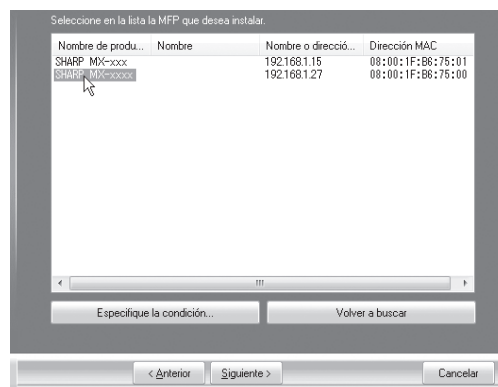 Seleccione en la lista la MFP que desea instalar.
Nombre de produ... Nombre Nombre o direcció... Dirección MAC
SHARP MX-xxx 192.168.1.15 08:00:1F:B6:75:01
SHARP MX-xxxx 192.168.1.27 08:00:1F:B6:75:00
Especifique la condición... Volver a buscar
< Anterior Siguiente > Cancelar